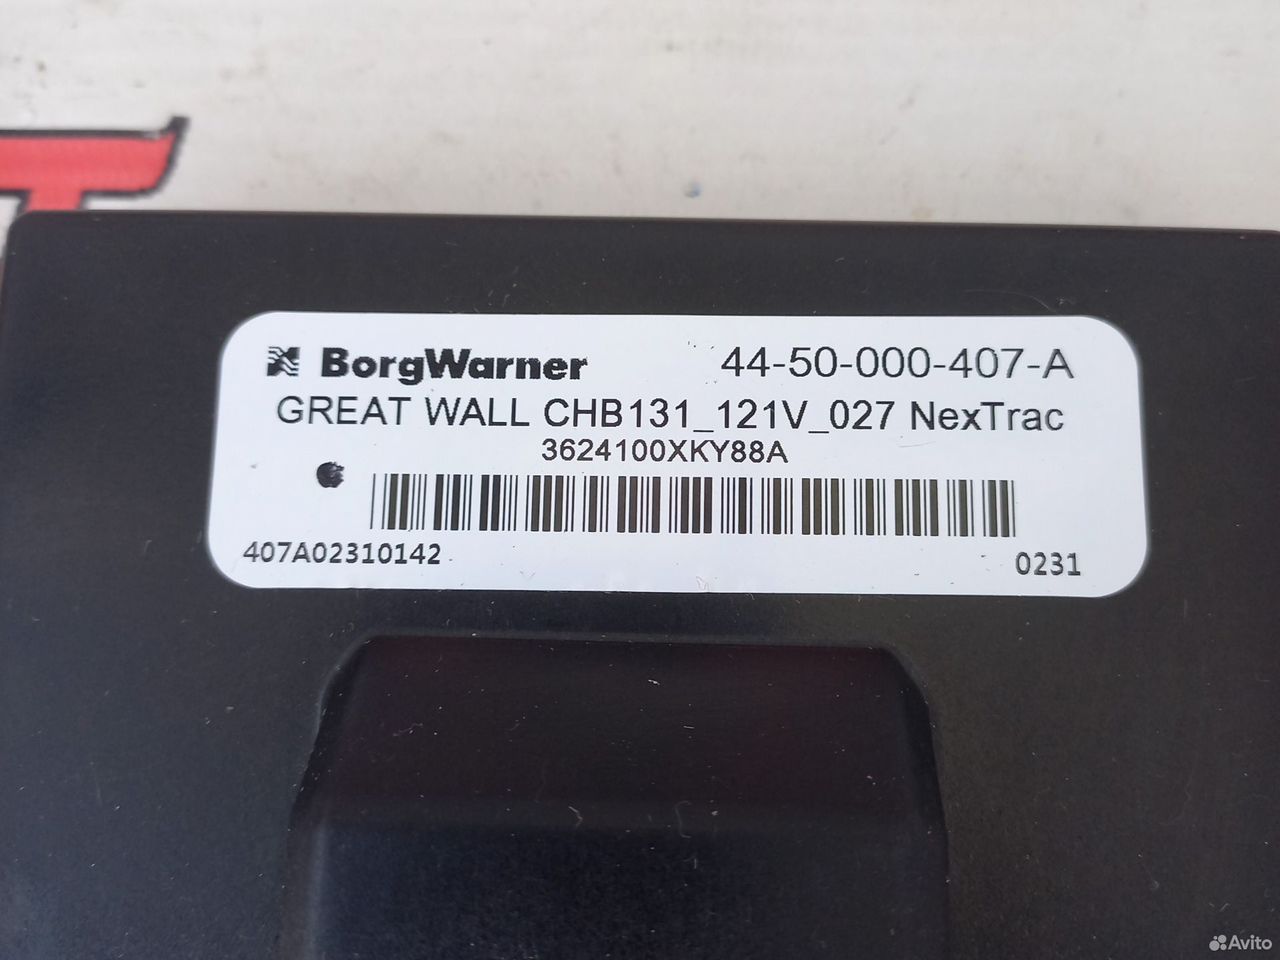 BorgWarner 44-50-000-407-A
GREAT WALL CHB131_121V_027 NexTrac
3624100XKY88A
407A02310142 0231
Avito